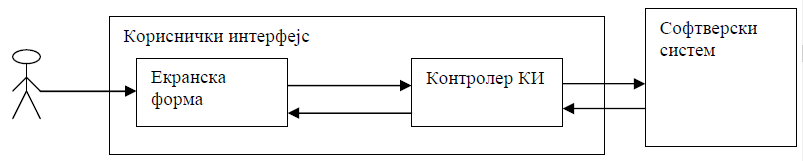 Кориснички интерфејс
Екранска
форма
Контролер КИ
Софтверски
систем